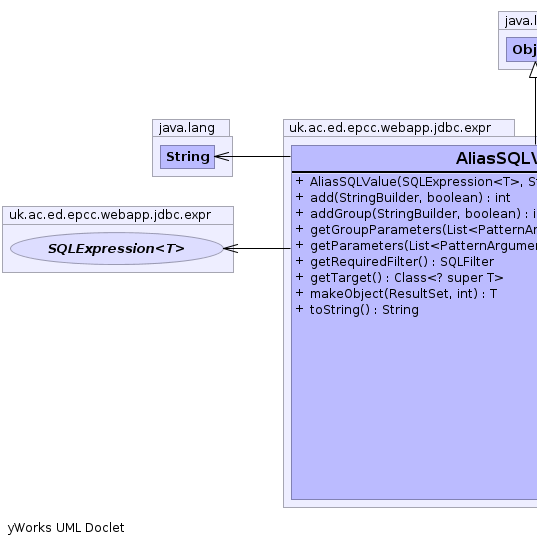 java.l
Obj
java.lang
String
uk.ac.ed.epcc.webapp.jdbc.expr
AliasSQLV
+ AliasSQLValue(SQLExpression<T>, S
+ add(StringBuilder, boolean) : int
+ addGroup(StringBuilder, boolean) : i
+ getGroupParameters(List<PatternAr
+ getParameters(List<PatternArgume
+ getRequiredFilter() : SQLFilter
+ getTarget() : Class<? super T>
+ makeObject(ResultSet, int) : T
+ toString() : String
uk.ac.ed.epcc.webapp.jdbc.expr
SQLExpression<T>
yWorks UML Doclet